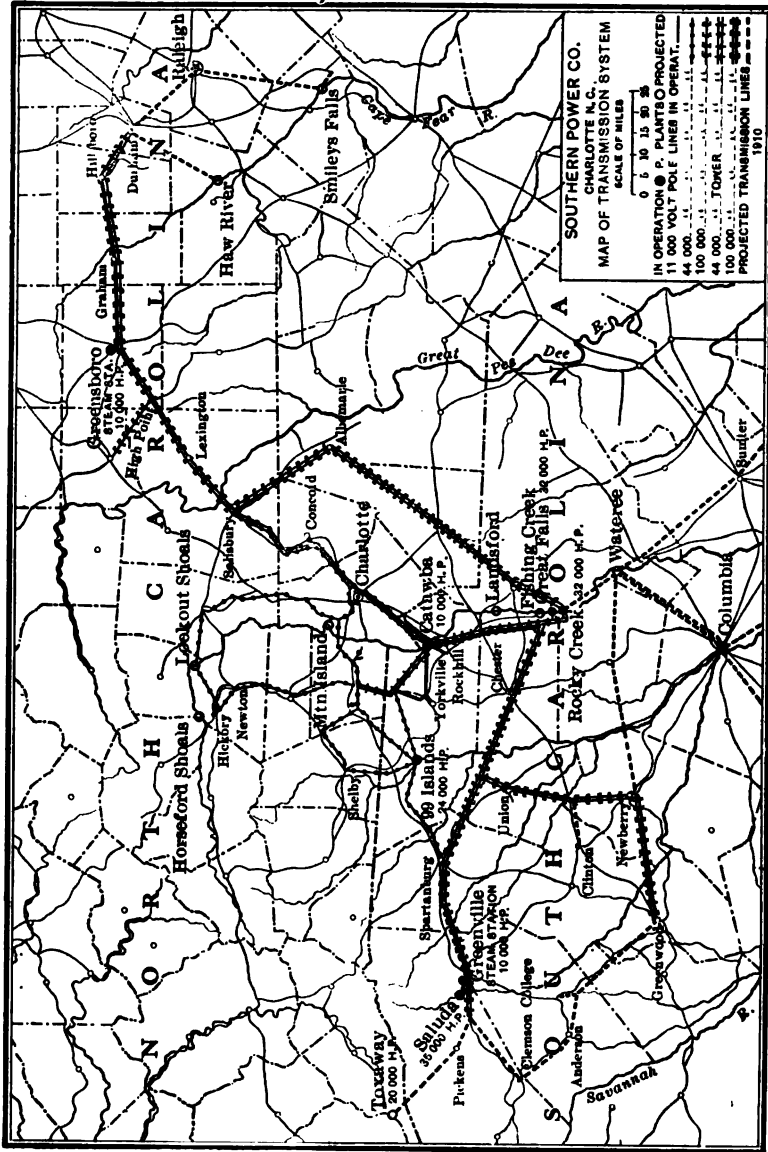 SOUTHERN POWER CO.
CHARLOTTE N.C.
MAP OF TRANSMISSION SYSTEM
SCALE OF MILES
0 5 10 15 20 25
IN OPERATION P. PLANTS PROJECTED
11 000 VOLT POLE LINES IN OPERAT.
44 000
100 000
44 000 TOWER
100 000
PROJECTED TRANSMISSION LINES
1910
NORTH CAROLINA
SOUTH CAROLINA
Toxaway
20 000 H.P.
Pickens
Saluda
35 000 H.P.
Greenville
STEAM STATION
10 000 H.P.
Clemson College
Anderson
Savannah
R.
Greenwood
Spartanburg
Union
Clinton
Newberry
99 Islands
24 000 H.P.
Shelby
Horseford Shoals
Hickory
Newton
Lookout Shoals
Mtn Island
Charlotte
Concord
Salisbury
Yorkville
Rockhill
Catawba
10 000 H.P.
Chester
Landsford
Fishing Creek
Great Falls 32 000 H.P.
Rocky Creek 32 000 H.P.
Wateree
Columbia
Sumter
Albemarle
Lexington
High Point
Greensboro
STEAM STA.
10 000 H.P.
Graham
Hillsboro
Durham
Raleigh
Haw River
Smileys Falls
Cape Fear R.
Great Pee Dee R.